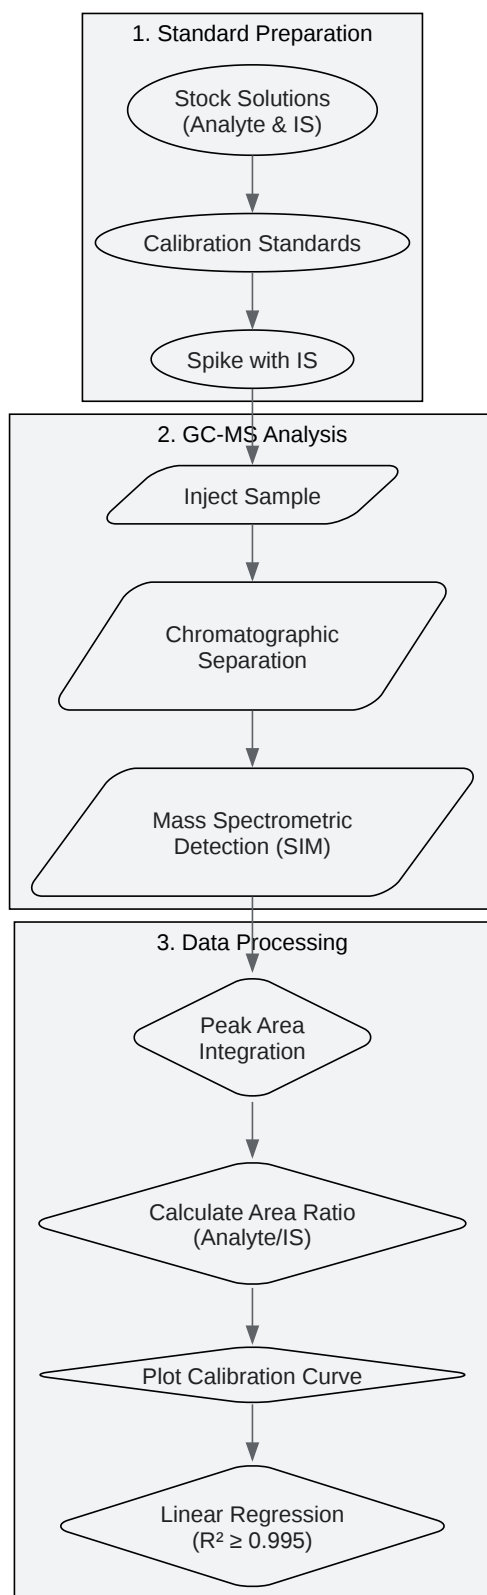 1. Standard Preparation
Stock Solutions
(Analyte & IS)
Calibration Standards
Spike with IS
2. GC-MS Analysis
Inject Sample
Chromatographic
Separation
Mass Spectrometric
Detection (SIM)
3. Data Processing
Peak Area
Integration
Calculate Area Ratio
(Analyte/IS)
Plot Calibration Curve
Linear Regression
(R² ≥ 0.995)